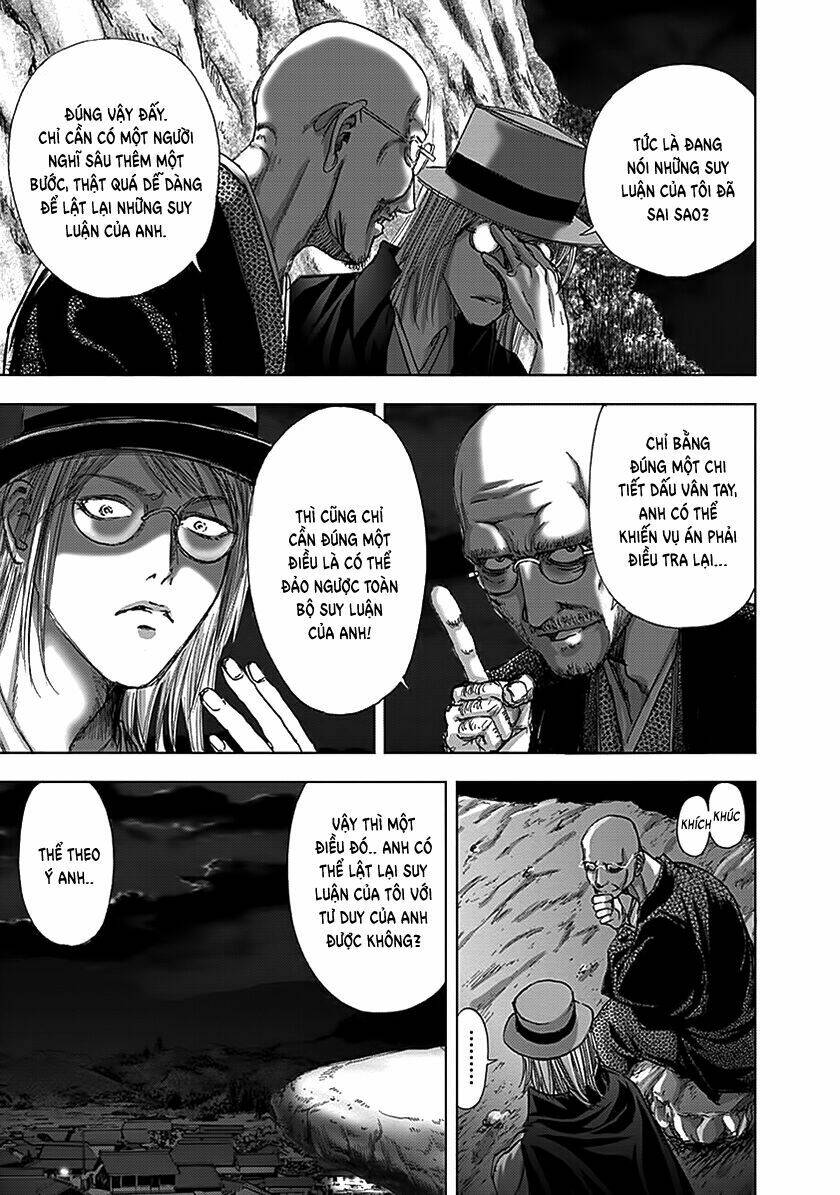 TỨC LÀ ĐANG
NÓI NHỮNG SUY
LUẬN CỦA TÔI ĐÃ
SAI SAO?
ĐÚNG VẬY ĐẤY.
CHỈ CẦN CÓ MỘT NGƯỜI
NGHĨ SÂU THÊM MỘT
BƯỚC, THẬT QUÁ DỄ DÀNG
ĐỂ LẬT LẠI NHỮNG SUY
LUẬN CỦA ANH.
CHỈ BẰNG
ĐÚNG MỘT CHI
TIẾT DẤU VÂN TAY,
ANH CÓ THỂ
KHIẾN VỤ ÁN PHẢI
ĐIỀU TRA LẠI...
THÌ CŨNG CHỈ
CẦN ĐÚNG MỘT
ĐIỀU LÀ CÓ THỂ
ĐẢO NGƯỢC TOÀN
BỘ SUY LUẬN
CỦA ANH!
KHÚC
KHÍCH
.........
VẬY THÌ MỘT
ĐIỀU ĐÓ.. ANH CÓ
THỂ LẬT LẠI SUY
LUẬN CỦA TÔI VỚI
TƯ DUY CỦA ANH
ĐƯỢC KHÔNG?
THỂ THEO
Ý ANH..